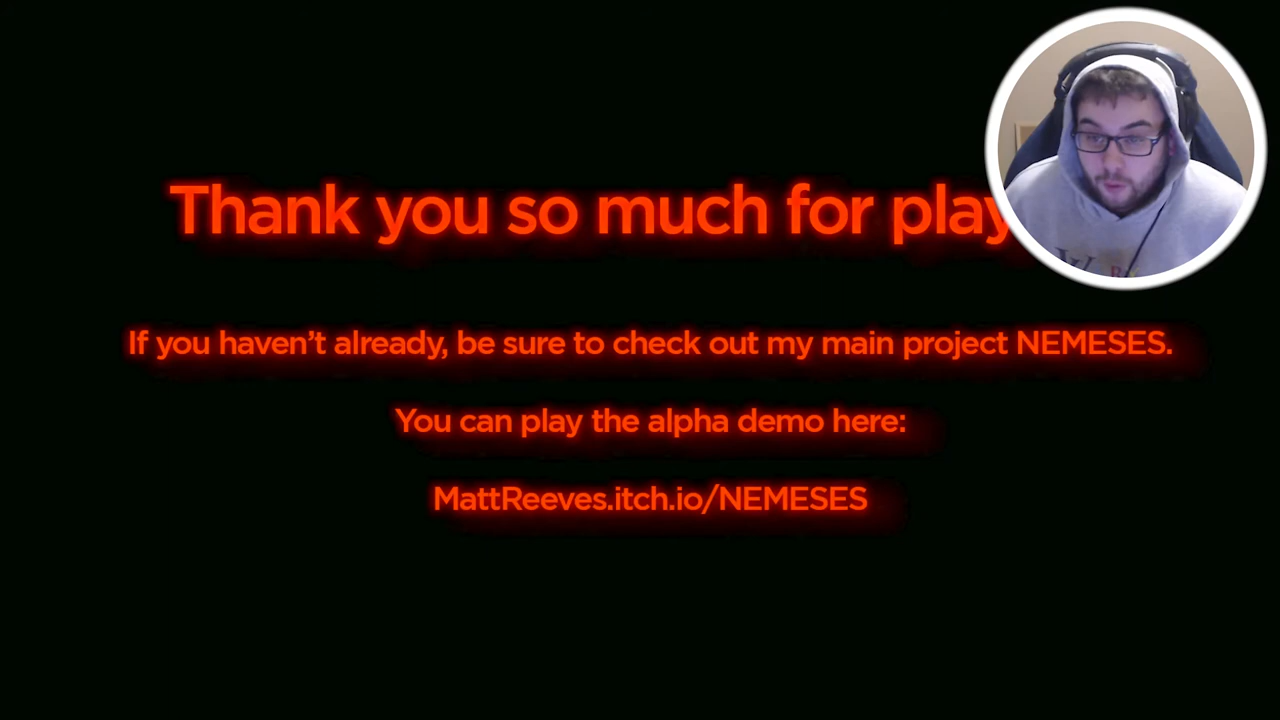 Thank you so much for play
If you haven't already, be sure to check out my main project NEMESES.
You can play the alpha demo here:
MattReeves.itch.io/NEMESES